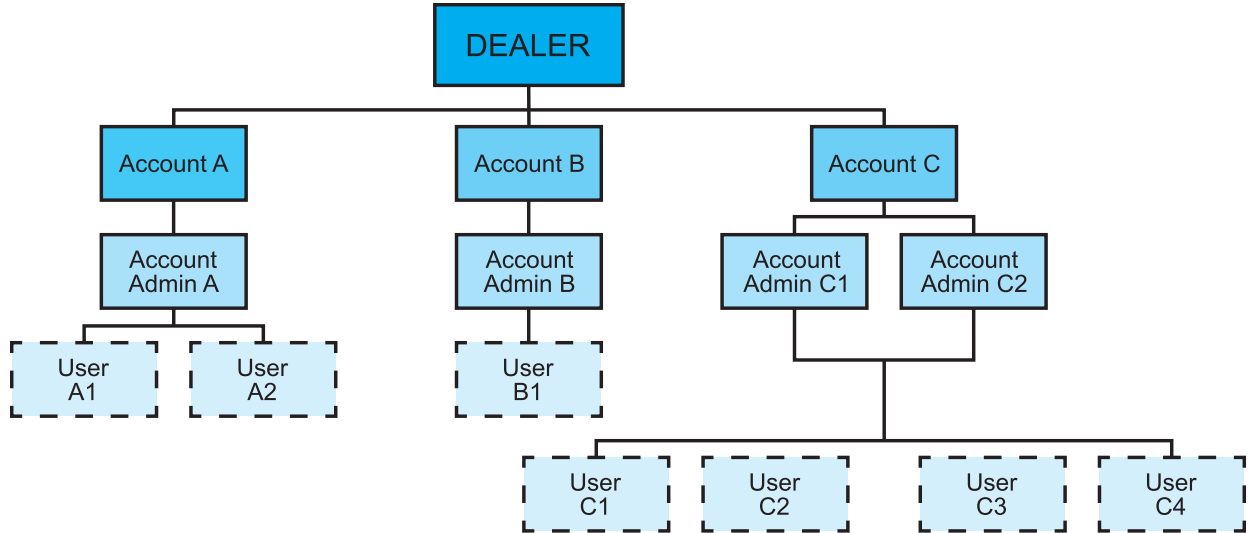 DEALER
Account A
Account B
Account C
Account
Admin A
Account
Admin B
Account
Admin C1
Account
Admin C2
User
A1
User
A2
User
B1
User
C1
User
C2
User
C3
User
C4